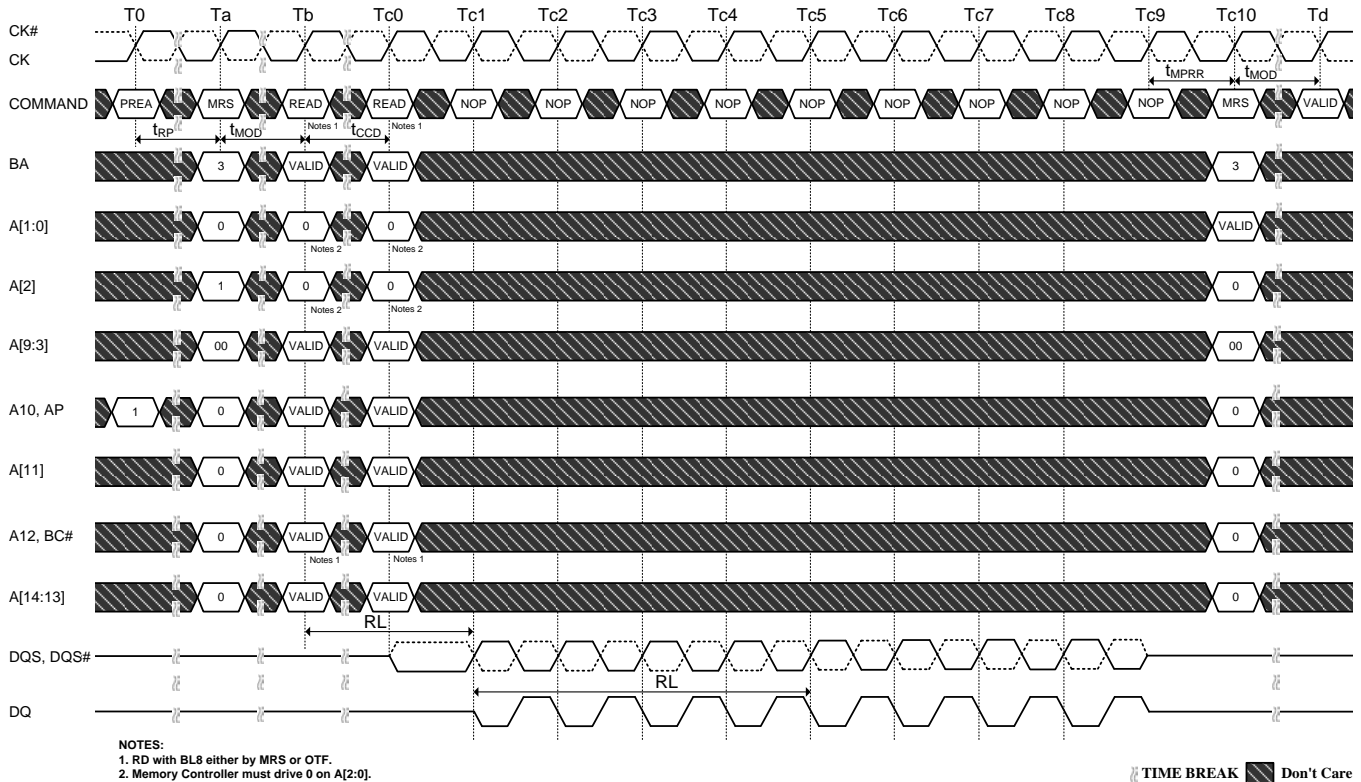 T0 Ta Tb Tc0 Tc1 Tc2 Tc3 Tc4 Tc5 Tc6 Tc7 Tc8 Tc9 Tc10 Td
CK#
CK
tMPRR tMOD
COMMAND PREA MRS READ READ NOP NOP NOP NOP NOP NOP NOP NOP NOP MRS VALID
Notes 1 Notes 1
tRP tMOD tCCD
BA 3 VALID VALID 3
A[1:0] 0 0 0 VALID
Notes 2 Notes 2
A[2] 1 0 0 0
Notes 2 Notes 2
A[9:3] 00 VALID VALID 00
A10, AP 1 0 VALID VALID 0
A[11] 0 VALID VALID 0
A12, BC# 0 VALID VALID 0
Notes 1 Notes 1
A[14:13] 0 VALID VALID 0
RL
DQS, DQS#
RL
DQ
NOTES:
1. RD with BL8 either by MRS or OTF.
2. Memory Controller must drive 0 on A[2:0].
TIME BREAK Don't Care